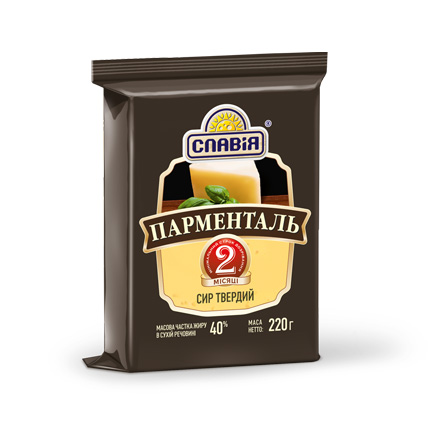 СЛАВІЯ
®
ПАРМЕНТАЛЬ
2
МІСЯЦІ
СИР ТВЕРДИЙ
МАСОВА ЧАСТКА ЖИРУ
В СУХІЙ РЕЧОВИНІ
40%
МАСА
НЕТТО:
220 г